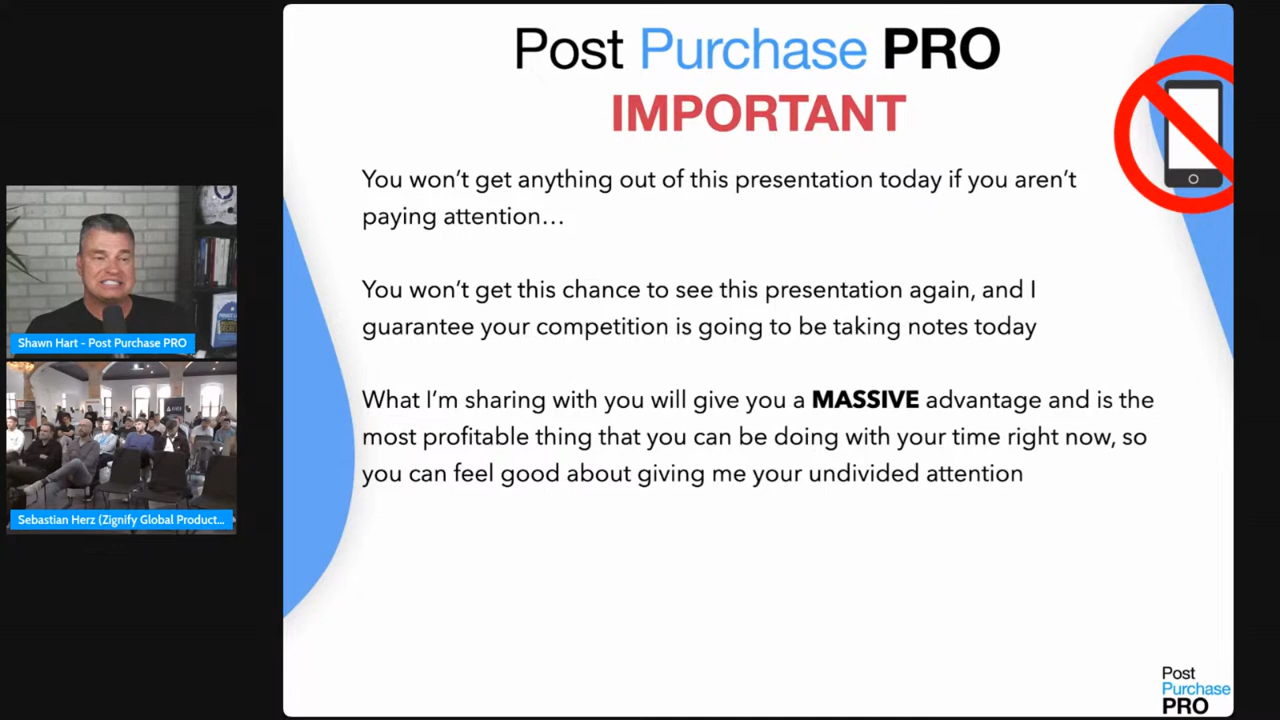 Post Purchase PRO
IMPORTANT
You won't get anything out of this presentation today if you aren't
paying attention…
You won't get this chance to see this presentation again, and I
guarantee your competition is going to be taking notes today
What I'm sharing with you will give you a MASSIVE advantage and is the
most profitable thing that you can be doing with your time right now, so
you can feel good about giving me your undivided attention
Shawn Hart - Post Purchase PRO
Sebastian Herz (Zignify Global Product...
Post
Purchase
PRO